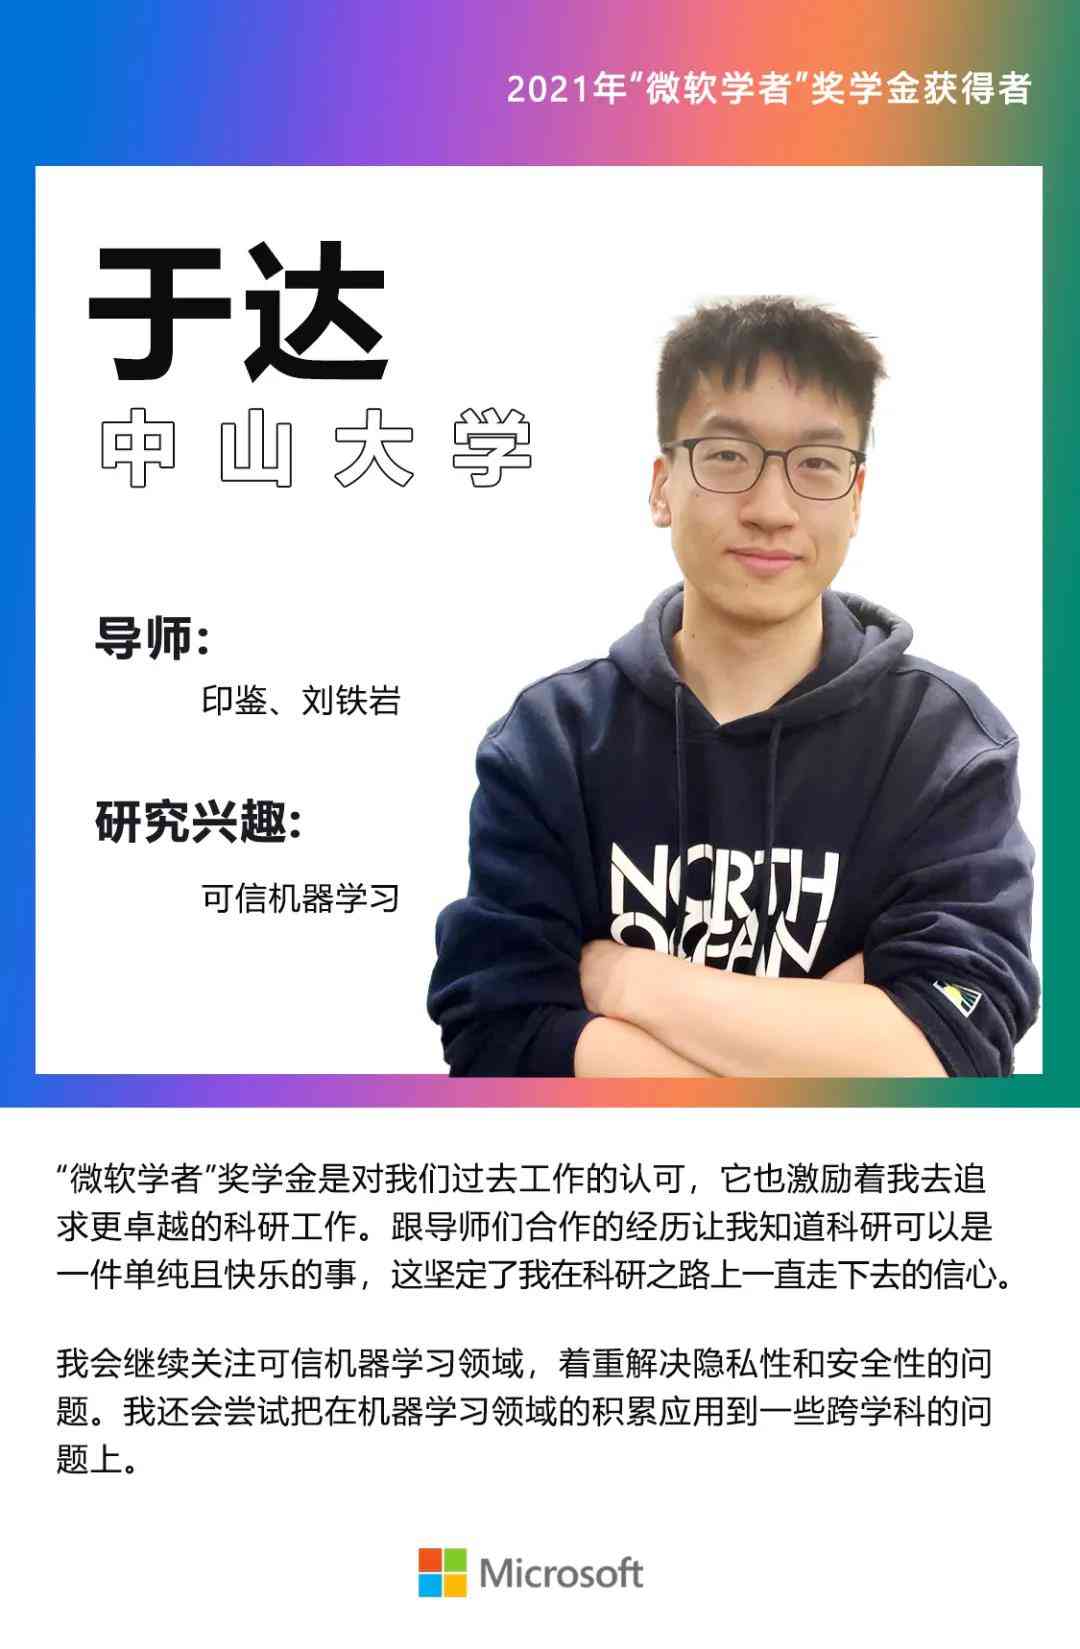 2021年“微软学者”奖学金获得者
于达
中山大学
导师:
印鉴、刘铁岩
研究兴趣:
可信机器学习
NORTH
OCEAN
“微软学者”奖学金是对我们过去工作的认可，它也激励着我去追
求更卓越的科研工作。跟导师们合作的经历让我知道科研可以是
一件单纯且快乐的事，这坚定了我在科研之路上一直走下去的信心。
我会继续关注可信机器学习领域，着重解决隐私性和安全性的问
题。我还会尝试把在机器学习领域的积累应用到一些跨学科的问
题上。
Microsoft